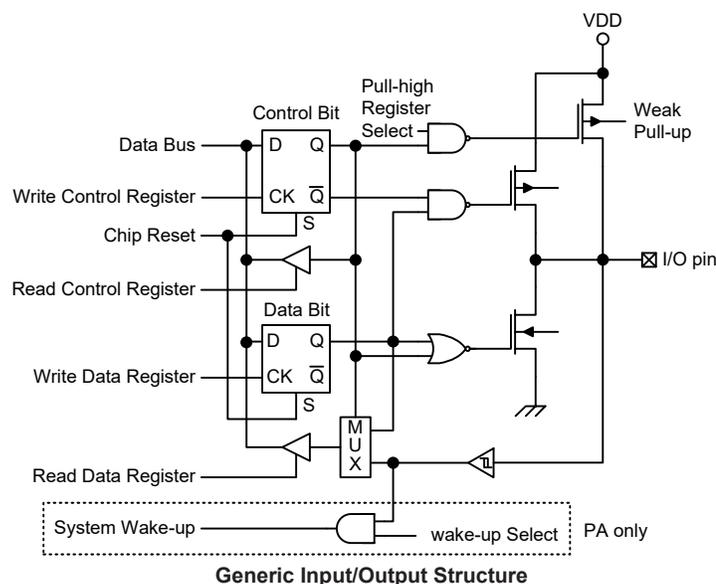 VDD
Pull-high
Register
Select
Weak
Pull-up
Control Bit
Data Bus
D Q
Write Control Register
CK Q
S
Chip Reset
I/O pin
Read Control Register
Data Bit
D Q
Write Data Register
CK Q
S
M
U
X
Read Data Register
System Wake-up
wake-up Select
PA only
Generic Input/Output Structure